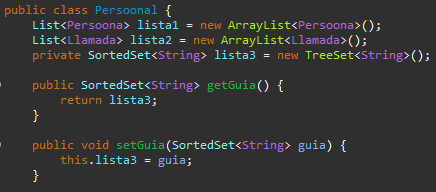 public class Persoonal {
List<Persoona> lista1 = new ArrayList<Persoona>();
List<Llamada> lista2 = new ArrayList<Llamada>();
private SortedSet<String> lista3 = new TreeSet<String>();
public SortedSet<String> getGuia() {
return lista3;
}
public void setGuia(SortedSet<String> guia) {
this.lista3 = guia;
}